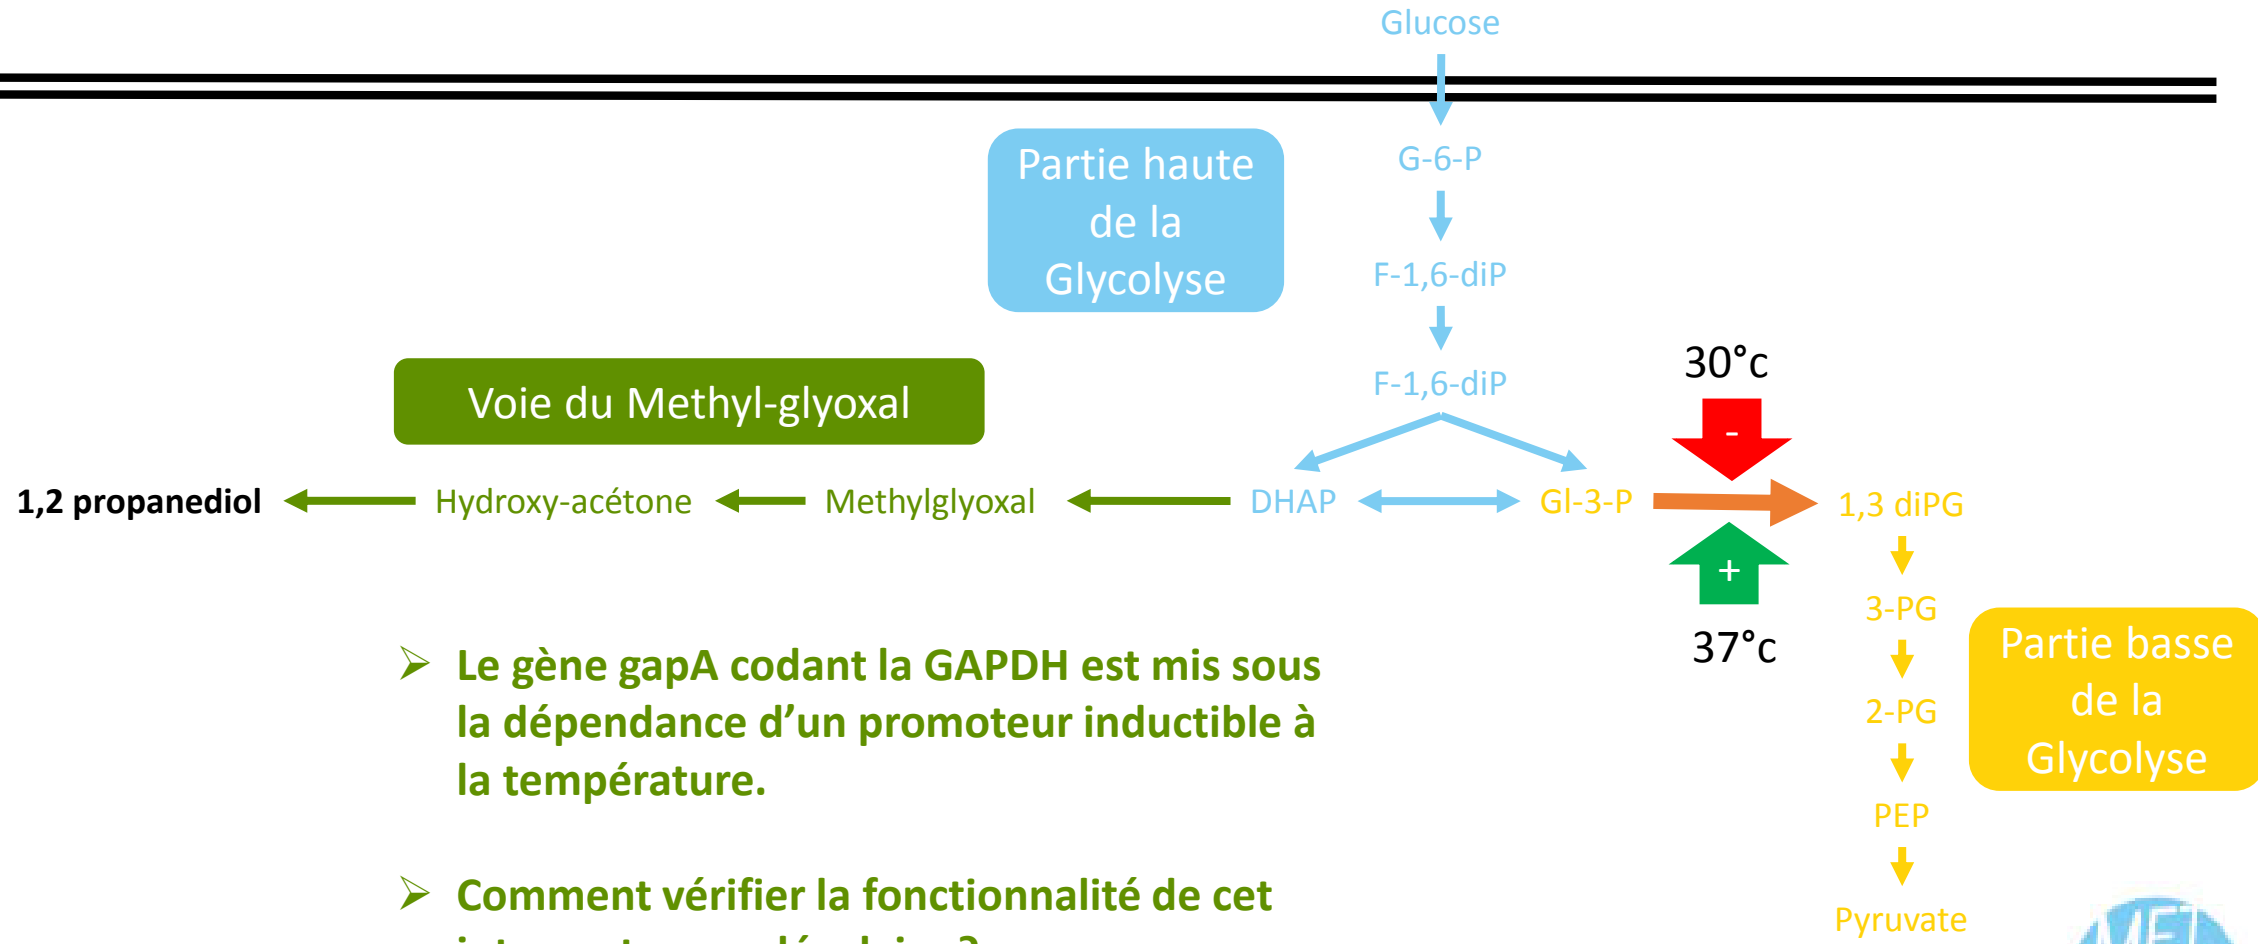 Glucose
Partie haute
de la
Glycolyse
G-6-P
F-1,6-diP
F-1,6-diP
30°c
-
Voie du Methyl-glyoxal
1,2 propanediol
Hydroxy-acétone
Methylglyoxal
DHAP
Gl-3-P
1,3 diPG
+
37°c
3-PG
2-PG
PEP
Pyruvate
Partie basse
de la
Glycolyse
➢ Le gène gapA codant la GAPDH est mis sous
la dépendance d’un promoteur inductible à
la température.
➢ Comment vérifier la fonctionnalité de cet